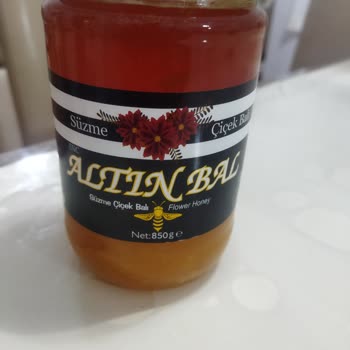 Süzme Çiçek Balı
ALTIN BAL
Süzme Çiçek Balı Flower Honey
Net:850g℮